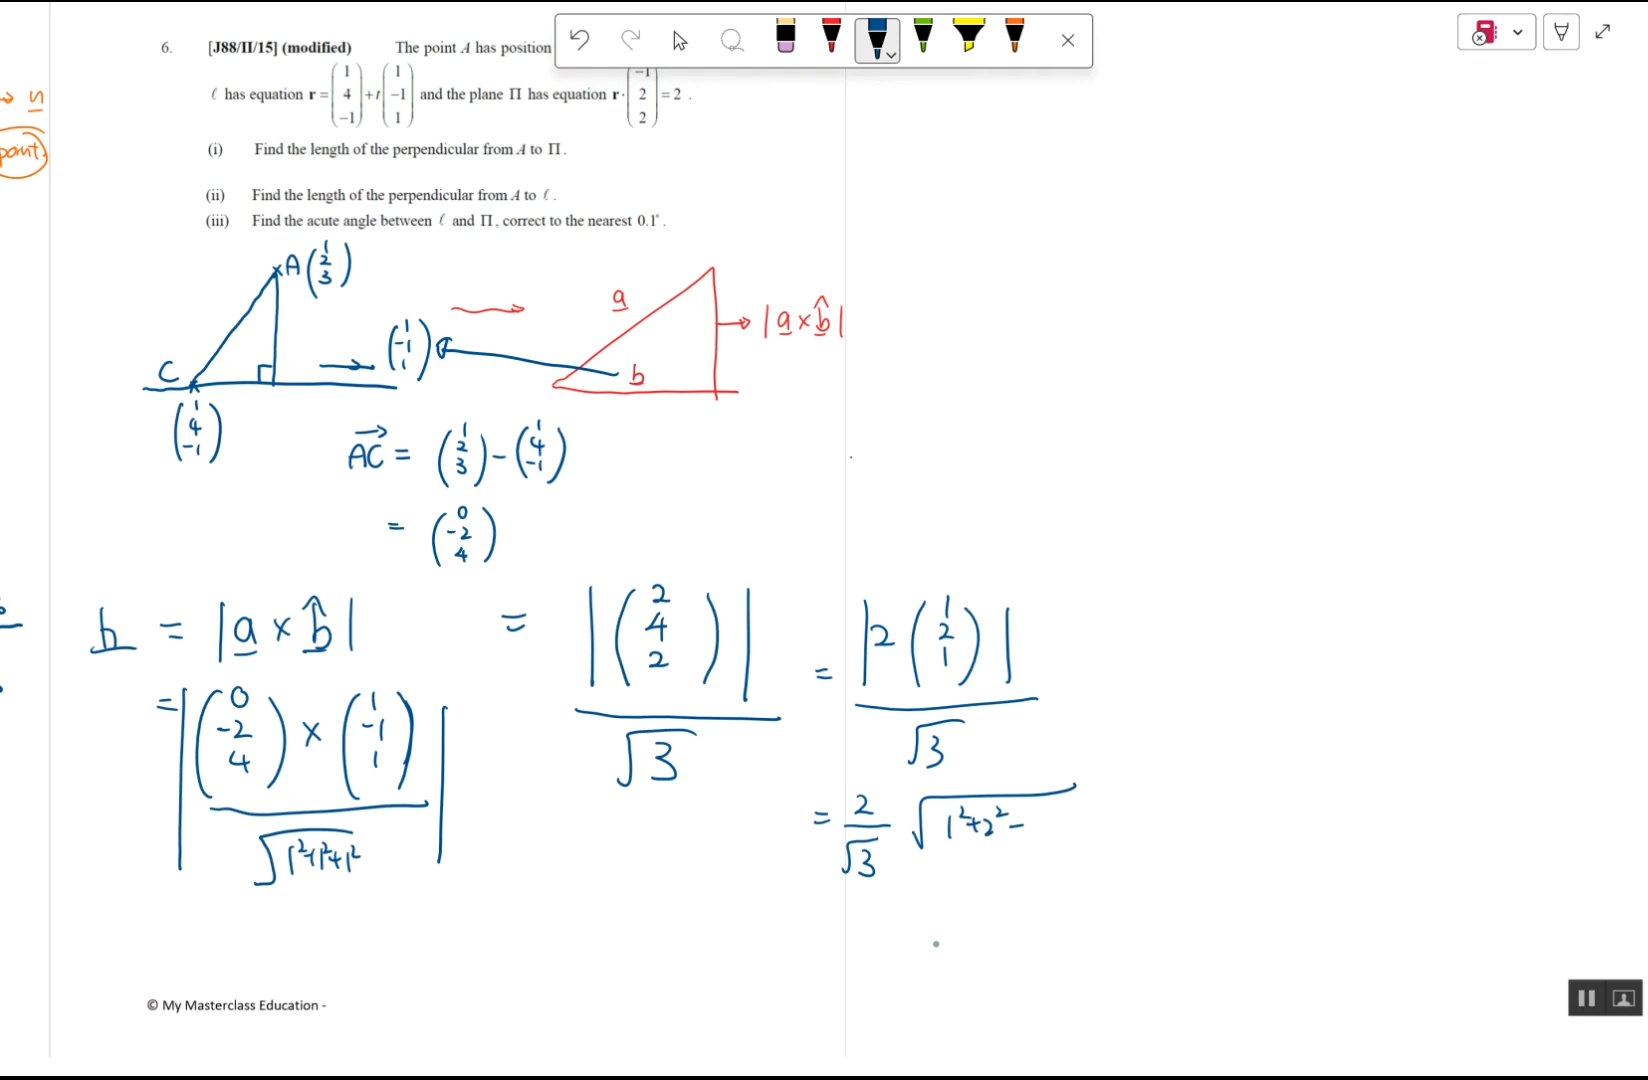 6. [J88/II/15] (modified) The point A has position
ℓ has equation r = (1 4 −1) + t (1 −1 1) and the plane Π has equation r · (−1 2 2) = 2 .
→ n
point
(i) Find the length of the perpendicular from A to Π .
(ii) Find the length of the perpendicular from A to ℓ .
(iii) Find the acute angle between ℓ and Π , correct to the nearest 0.1° .
A (1 2 3)
a → |a × b̂|
C → (1 −1 1) b
(1 4 −1)
AC = (1 2 3) − (1 4 −1)
= (0 −2 4)
h = |a × b̂| = |(2 4 2)| / √3 = |2 (1 2 1)| / √3
= |(0 −2 4) × (1 −1 1) / √1²+1²+1²|
= 2/√3 √1²+2²−
© My Masterclass Education -